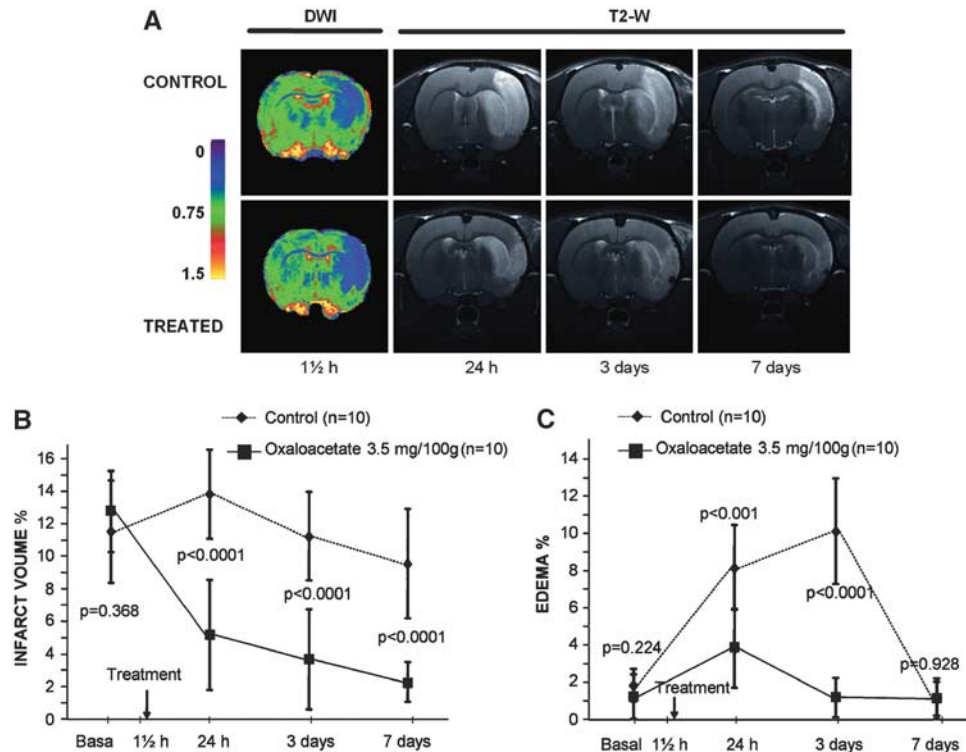 A
DWI
T2-W
CONTROL
0
0.75
1.5
TREATED
1½ h
24 h
3 days
7 days
B
Control (n=10)
Oxaloacetate 3.5 mg/100g(n=10)
INFARCT VOUME %
16
14
12
10
8
6
4
2
0
p=0.368
p<0.0001
p<0.0001
p<0.0001
Treatment
Basa
1½ h
24 h
3 days
7 days
C
Control (n=10)
Oxaloacetate 3.5 mg/100g (n=10)
EDEMA %
14
12
10
8
6
4
2
0
p=0.224
p<0.001
p<0.0001
p=0.928
Treatment
Basal
1½ h
24 h
3 days
7 days